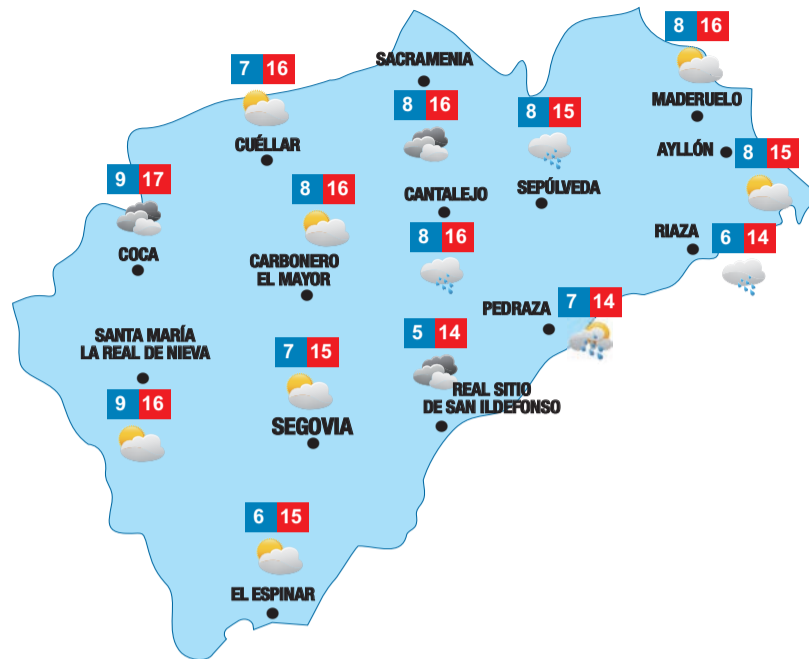 8 16
MADERUELO
SACRAMENIA
8 16
7 16
CUÉLLAR
8 15
SEPÚLVEDA
AYLLÓN
8 15
9 17
COCA
8 16
CARBONERO
EL MAYOR
CANTALEJO
8 16
RIAZA
6 14
PEDRAZA
7 14
SANTA MARÍA
LA REAL DE NIEVA
9 16
7 15
SEGOVIA
5 14
REAL SITIO
DE SAN ILDEFONSO
6 15
EL ESPINAR